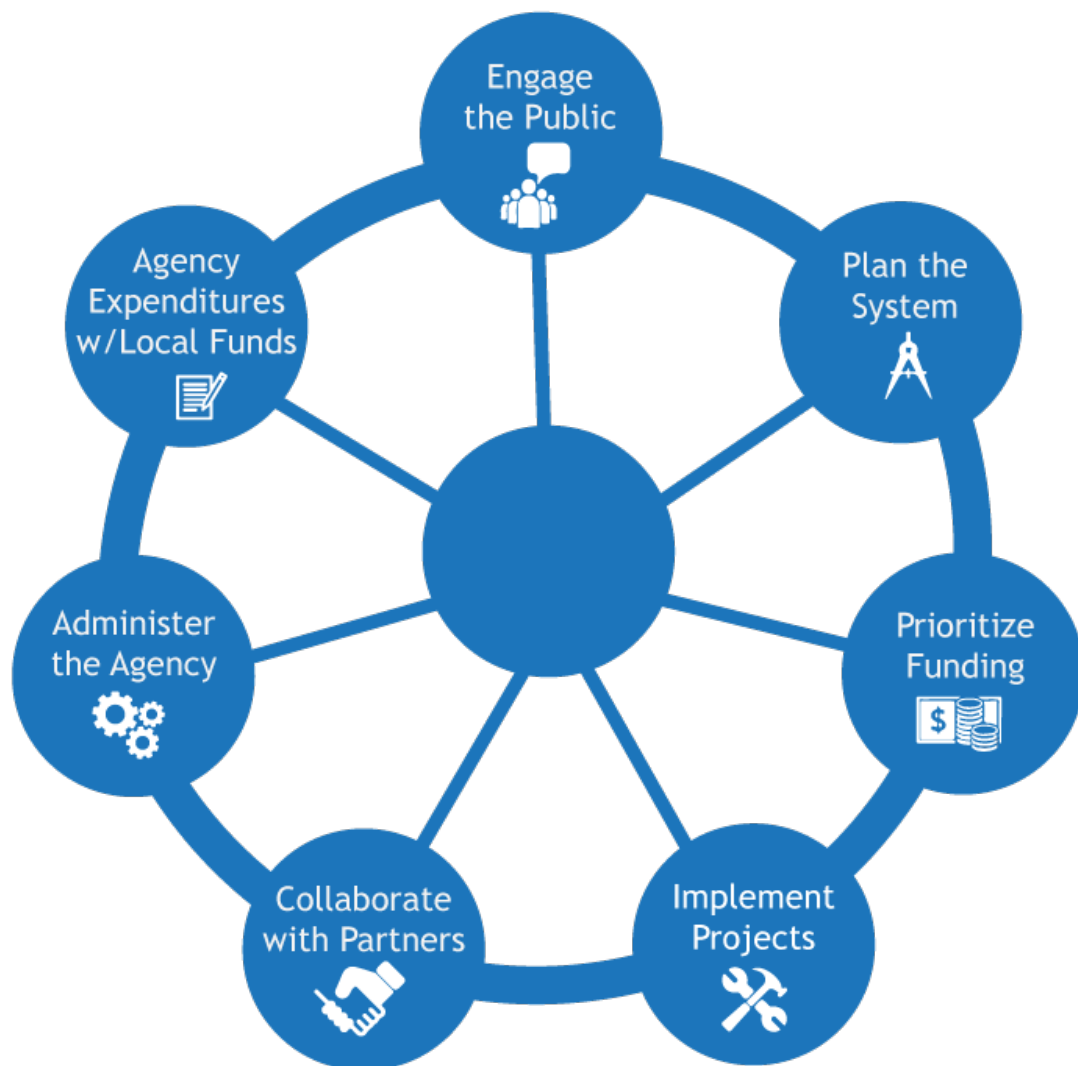 Engage
the Public
Plan the
System
Prioritize
Funding
$
Implement
Projects
Collaborate
with Partners
Administer
the Agency
Agency
Expenditures
w/Local Funds